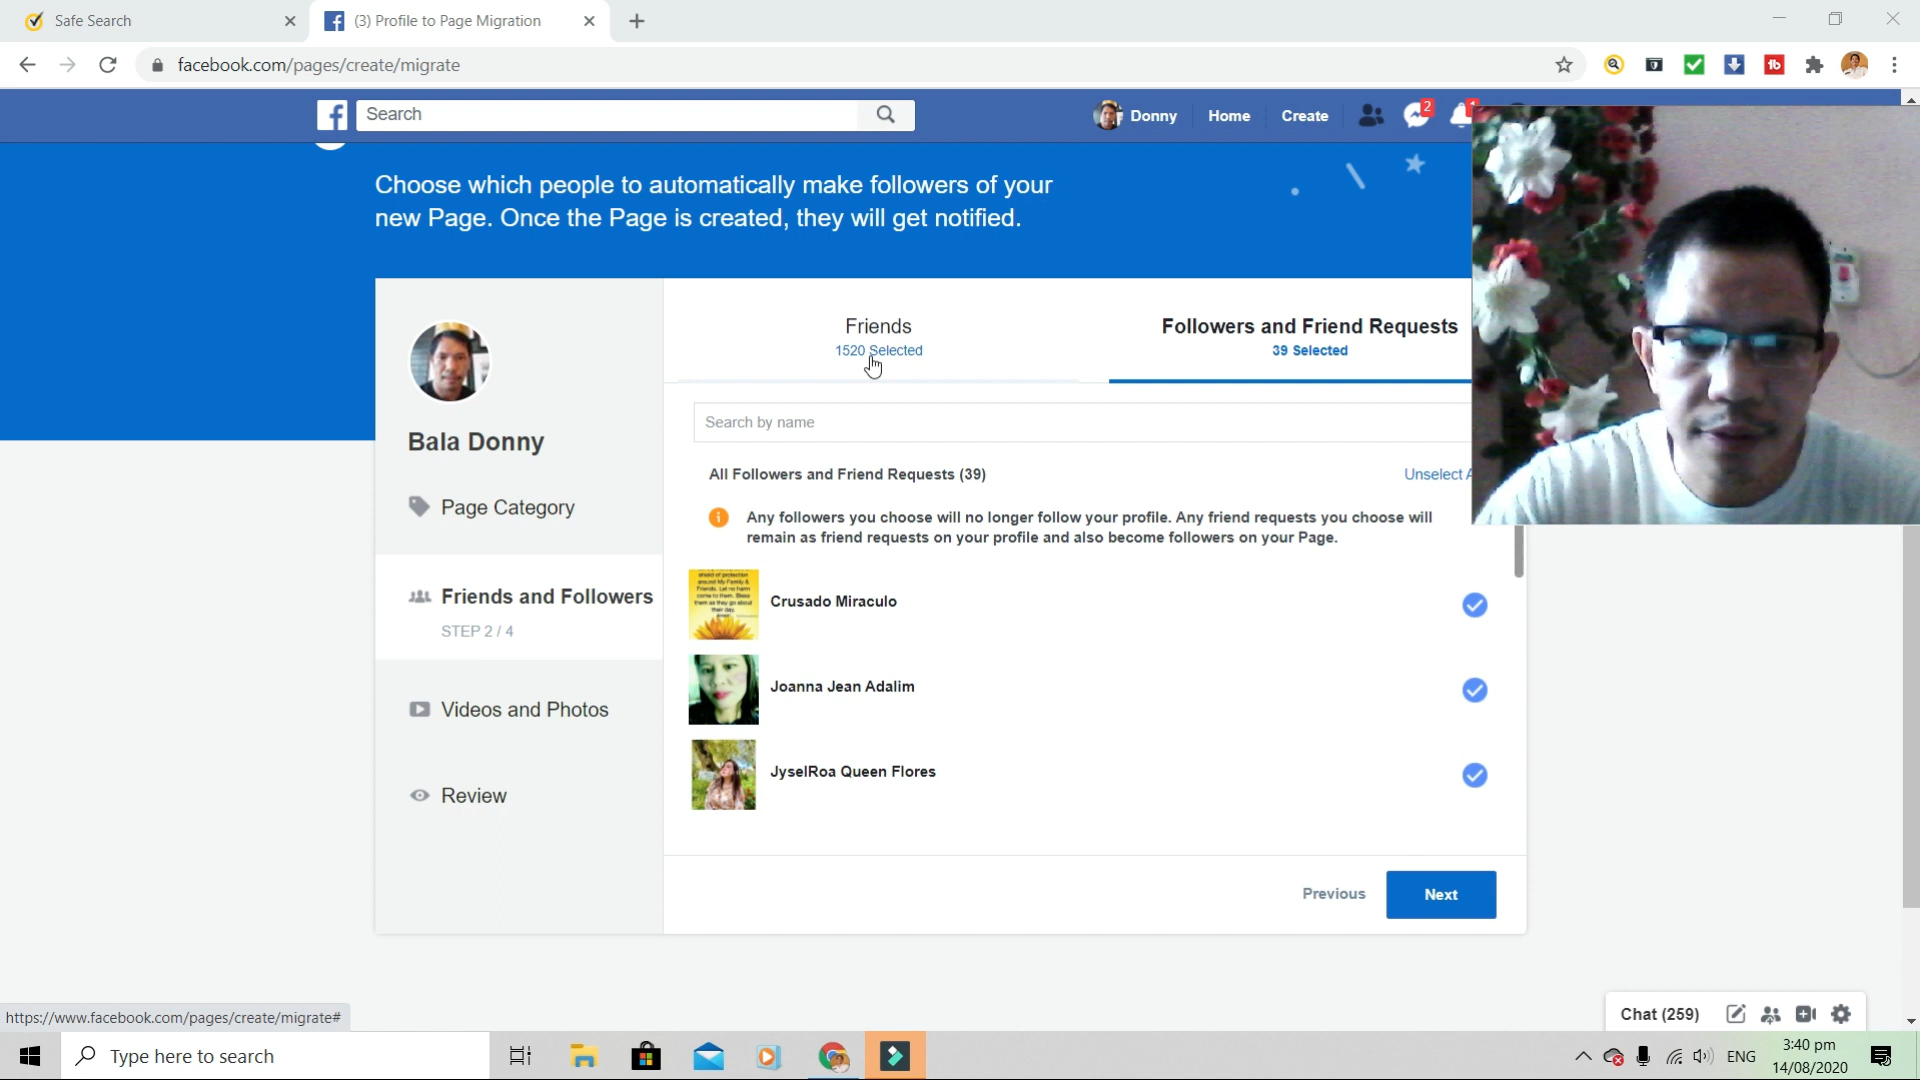 Safe Search
(3) Profile to Page Migration
facebook.com/pages/create/migrate
Search
Donny
Home
Create
2
Choose which people to automatically make followers of your
new Page. Once the Page is created, they will get notified.
Friends
1520 Selected
Followers and Friend Requests
39 Selected
Bala Donny
Search by name
All Followers and Friend Requests (39)
Unselect A
Page Category
Any followers you choose will no longer follow your profile. Any friend requests you choose will
remain as friend requests on your profile and also become followers on your Page.
Friends and Followers
STEP 2 / 4
Crusado Miraculo
Joanna Jean Adalim
Videos and Photos
JyselRoa Queen Flores
Review
Previous
Next
https://www.facebook.com/pages/create/migrate#
Chat (259)
Type here to search
ENG
3:40 pm
14/08/2020